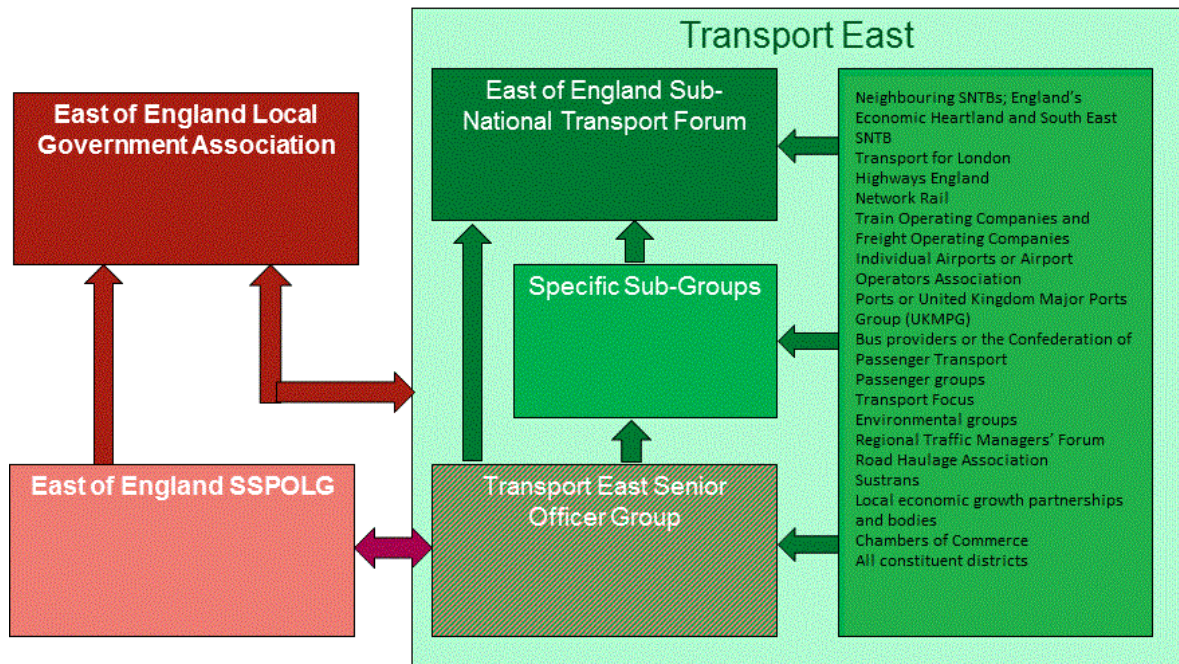 Transport East
East of England Local
Government Association
East of England Sub-
National Transport Forum
Specific Sub-Groups
East of England SSPOLG
Transport East Senior
Officer Group
Neighbouring SNTBs; England's
Economic Heartland and South East
SNTB
Transport for London
Highways England
Network Rail
Train Operating Companies and
Freight Operating Companies
Individual Airports or Airport
Operators Association
Ports or United Kingdom Major Ports
Group (UKMPG)
Bus providers or the Confederation of
Passenger Transport
Passenger groups
Transport Focus
Environmental groups
Regional Traffic Managers' Forum
Road Haulage Association
Sustrans
Local economic growth partnerships
and bodies
Chambers of Commerce
All constituent districts